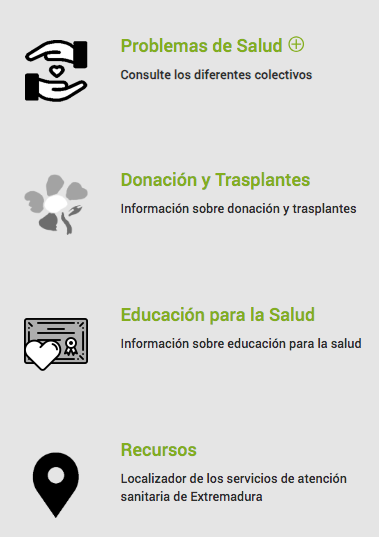 Problemas de Salud
Consulte los diferentes colectivos
Donación y Trasplantes
Información sobre donación y trasplantes
Educación para la Salud
Información sobre educación para la salud
Recursos
Localizador de los servicios de atención
sanitaria de Extremadura